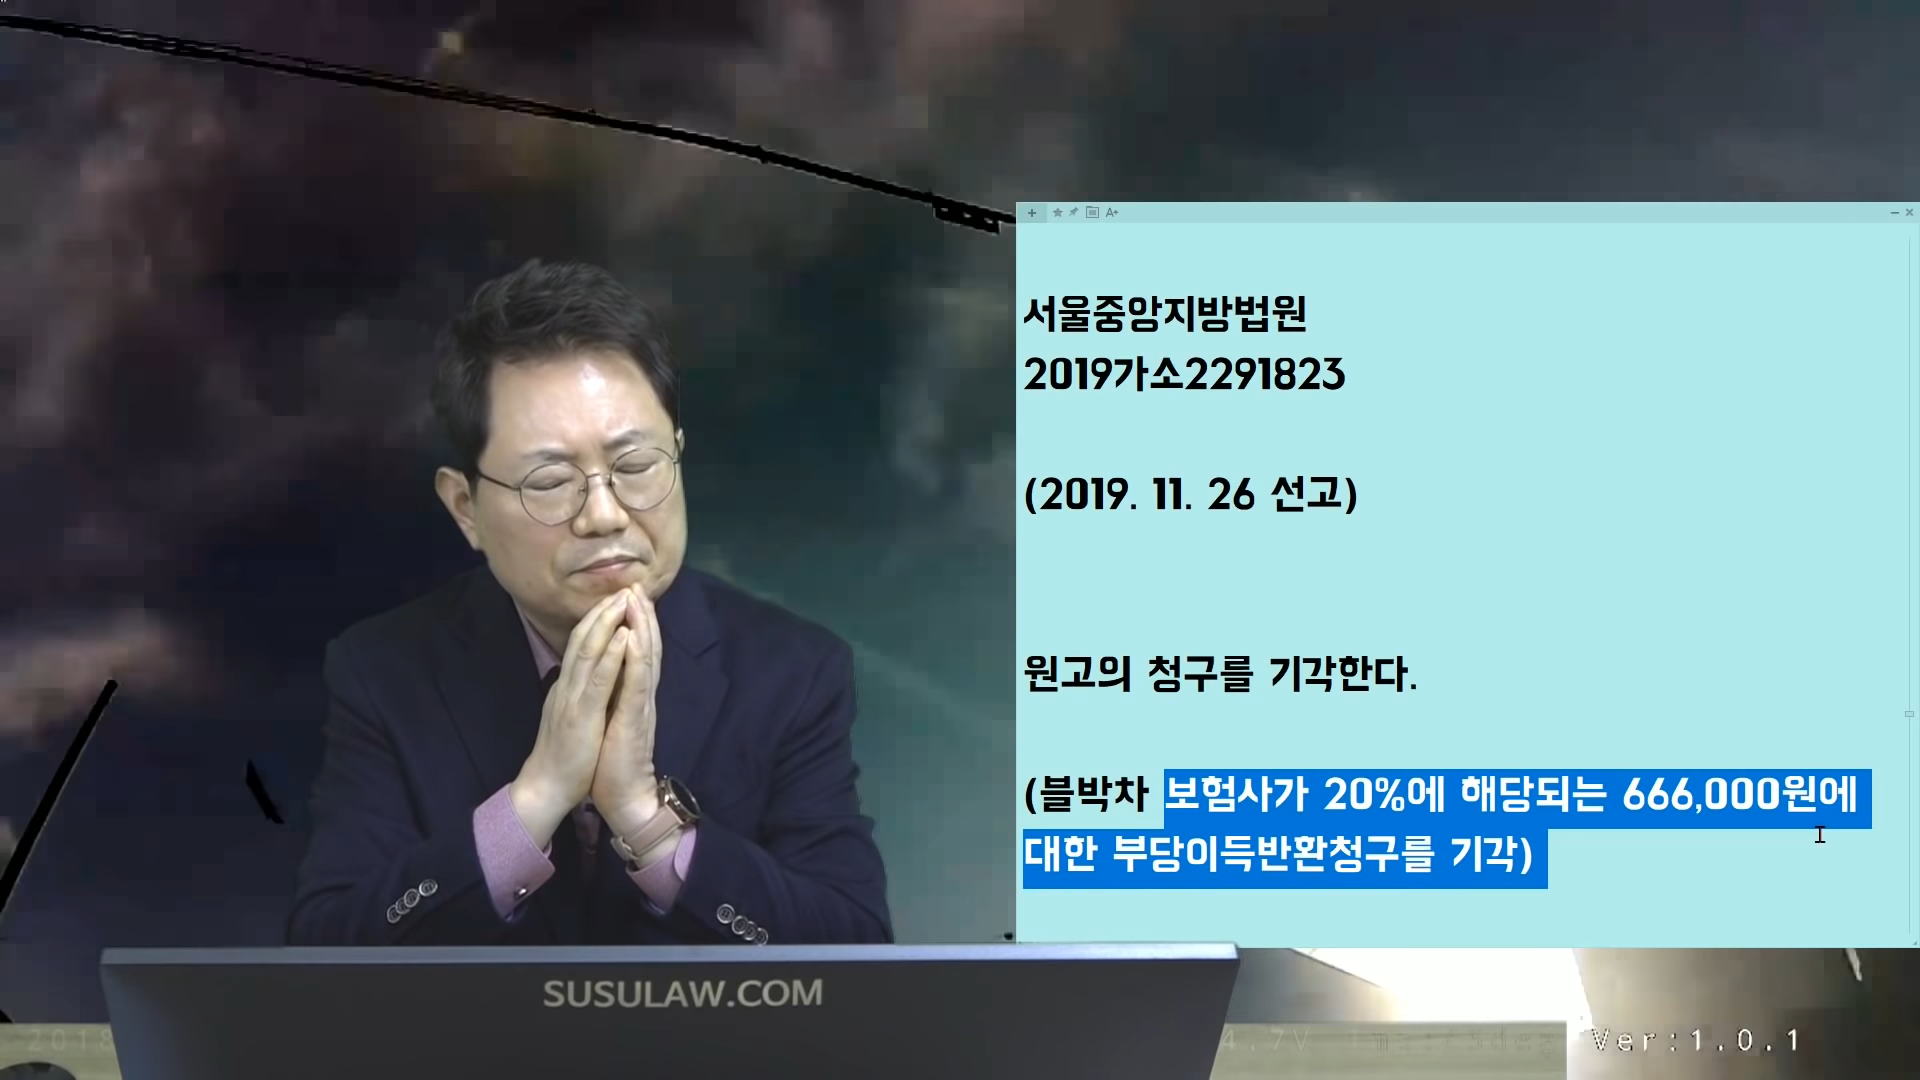 서울중앙지방법원
2019가소2291823
(2019. 11. 26 선고)
원고의 청구를 기각한다.
(블박차 보험사가 20%에 해당되는 666,000원에
대한 부당이득반환청구를 기각)
SUSULAW.COM
2018
4.7V
Ver:1.0.1